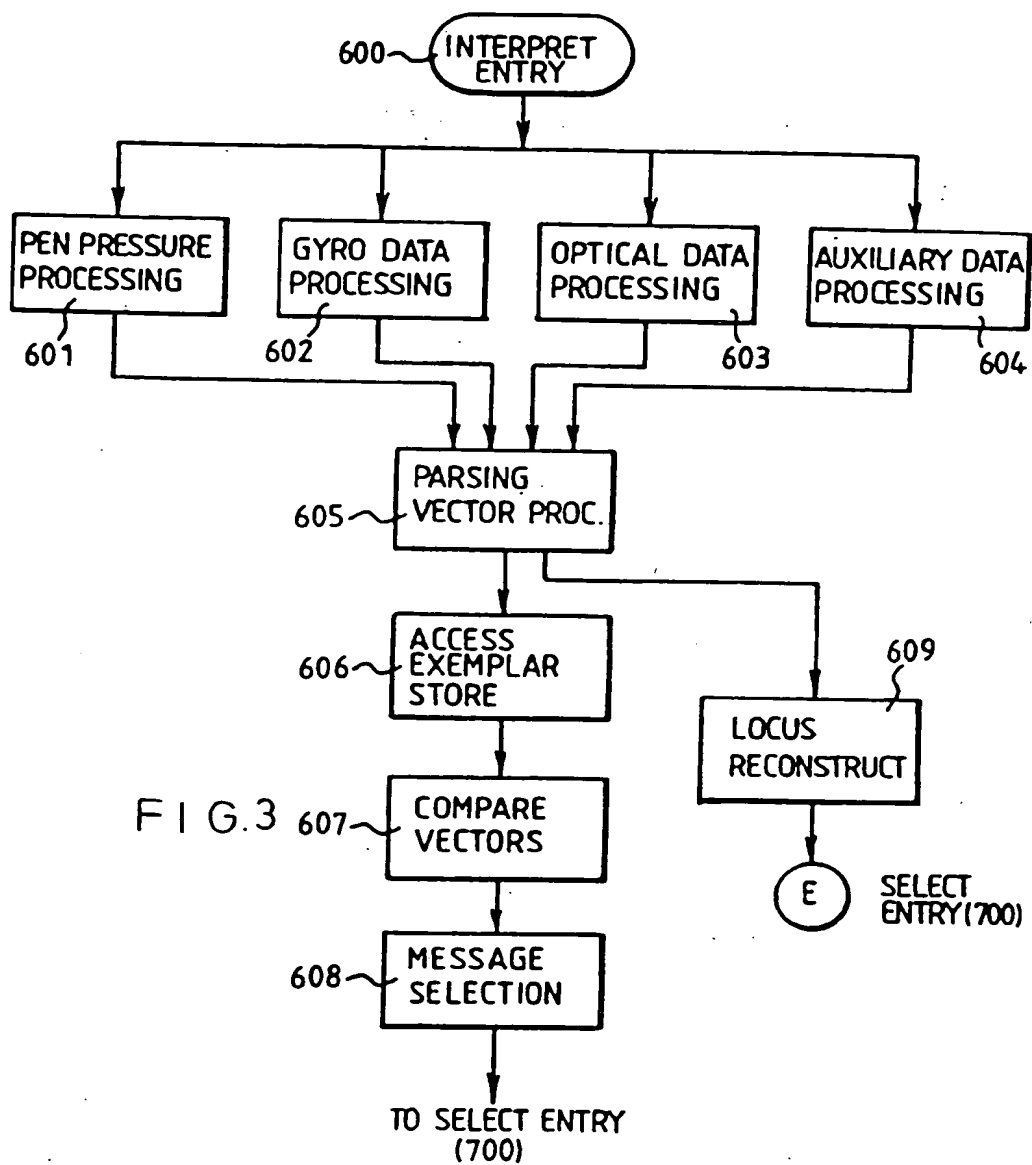 600
INTERPRET
ENTRY
PEN PRESSURE
PROCESSING
601
GYRO DATA
PROCESSING
602
OPTICAL DATA
PROCESSING
603
AUXILIARY DATA
PROCESSING
604
PARSING
VECTOR PROC.
605
ACCESS
EXEMPLAR
STORE
606
609
LOCUS
RECONSTRUCT
FIG.3
607
COMPARE
VECTORS
E
SELECT
ENTRY (700)
608
MESSAGE
SELECTION
TO SELECT ENTRY
(700)